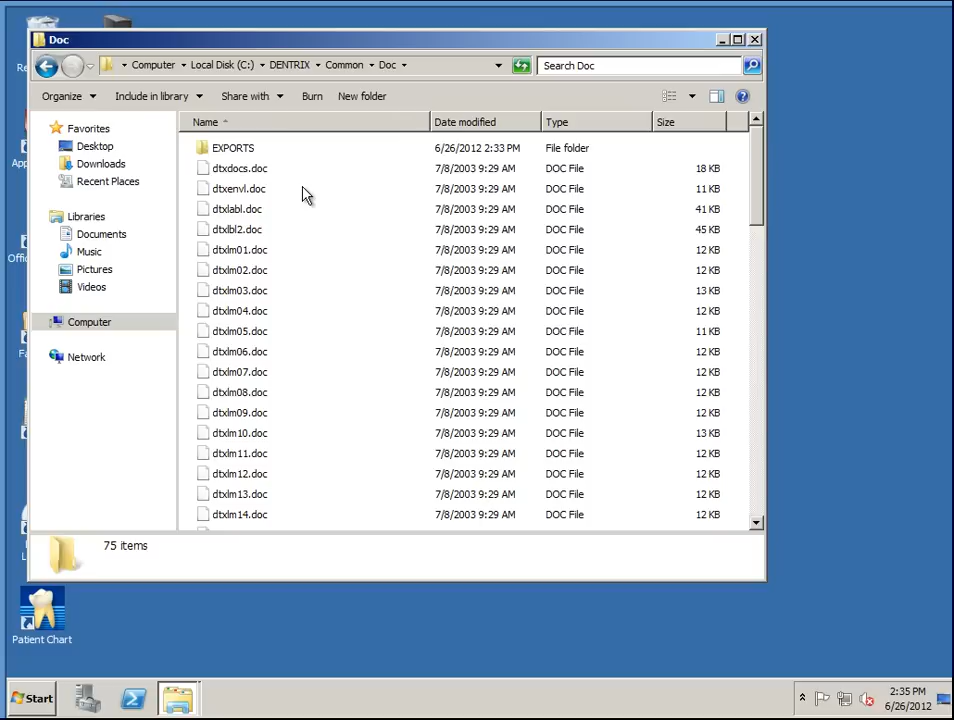 Doc
Computer Local Disk (C:) DENTRIX Common Doc Search Doc
Organize Include in library Share with Burn New folder
Name Date modified Type Size
Favorites
Desktop
Downloads
Recent Places
Libraries
Documents
Music
Pictures
Videos
Computer
Network
EXPORTS 6/26/2012 2:33 PM File folder
dtxdocs.doc 7/8/2003 9:29 AM DOC File 18 KB
dtxenvl.doc 7/8/2003 9:29 AM DOC File 11 KB
dtxlabl.doc 7/8/2003 9:29 AM DOC File 41 KB
dtxlbl2.doc 7/8/2003 9:29 AM DOC File 45 KB
dtxlm01.doc 7/8/2003 9:29 AM DOC File 12 KB
dtxlm02.doc 7/8/2003 9:29 AM DOC File 12 KB
dtxlm03.doc 7/8/2003 9:29 AM DOC File 13 KB
dtxlm04.doc 7/8/2003 9:29 AM DOC File 12 KB
dtxlm05.doc 7/8/2003 9:29 AM DOC File 11 KB
dtxlm06.doc 7/8/2003 9:29 AM DOC File 12 KB
dtxlm07.doc 7/8/2003 9:29 AM DOC File 12 KB
dtxlm08.doc 7/8/2003 9:29 AM DOC File 12 KB
dtxlm09.doc 7/8/2003 9:29 AM DOC File 12 KB
dtxlm10.doc 7/8/2003 9:29 AM DOC File 13 KB
dtxlm11.doc 7/8/2003 9:29 AM DOC File 12 KB
dtxlm12.doc 7/8/2003 9:29 AM DOC File 12 KB
dtxlm13.doc 7/8/2003 9:29 AM DOC File 12 KB
dtxlm14.doc 7/8/2003 9:29 AM DOC File 12 KB
75 items
Patient Chart
Start
2:35 PM
6/26/2012